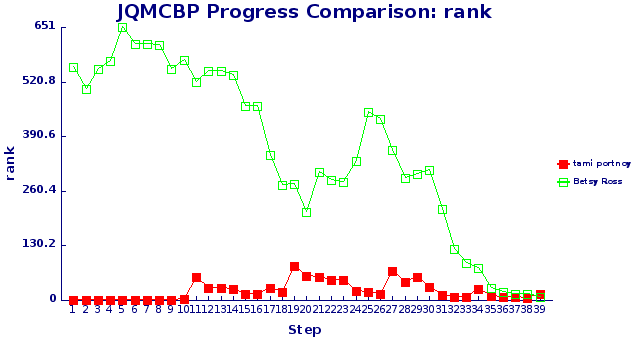 JQMCBP Progress Comparison: rank
651
520.8
390.6
260.4
130.2
0
rank
1 2 3 4 5 6 7 8 9 10 11 12 13 14 15 16 17 18 19 20 21 22 23 24 25 26 27 28 29 30 31 32 33 34 35 36 37 38 39
Step
tami portnoy
Betsy Ross